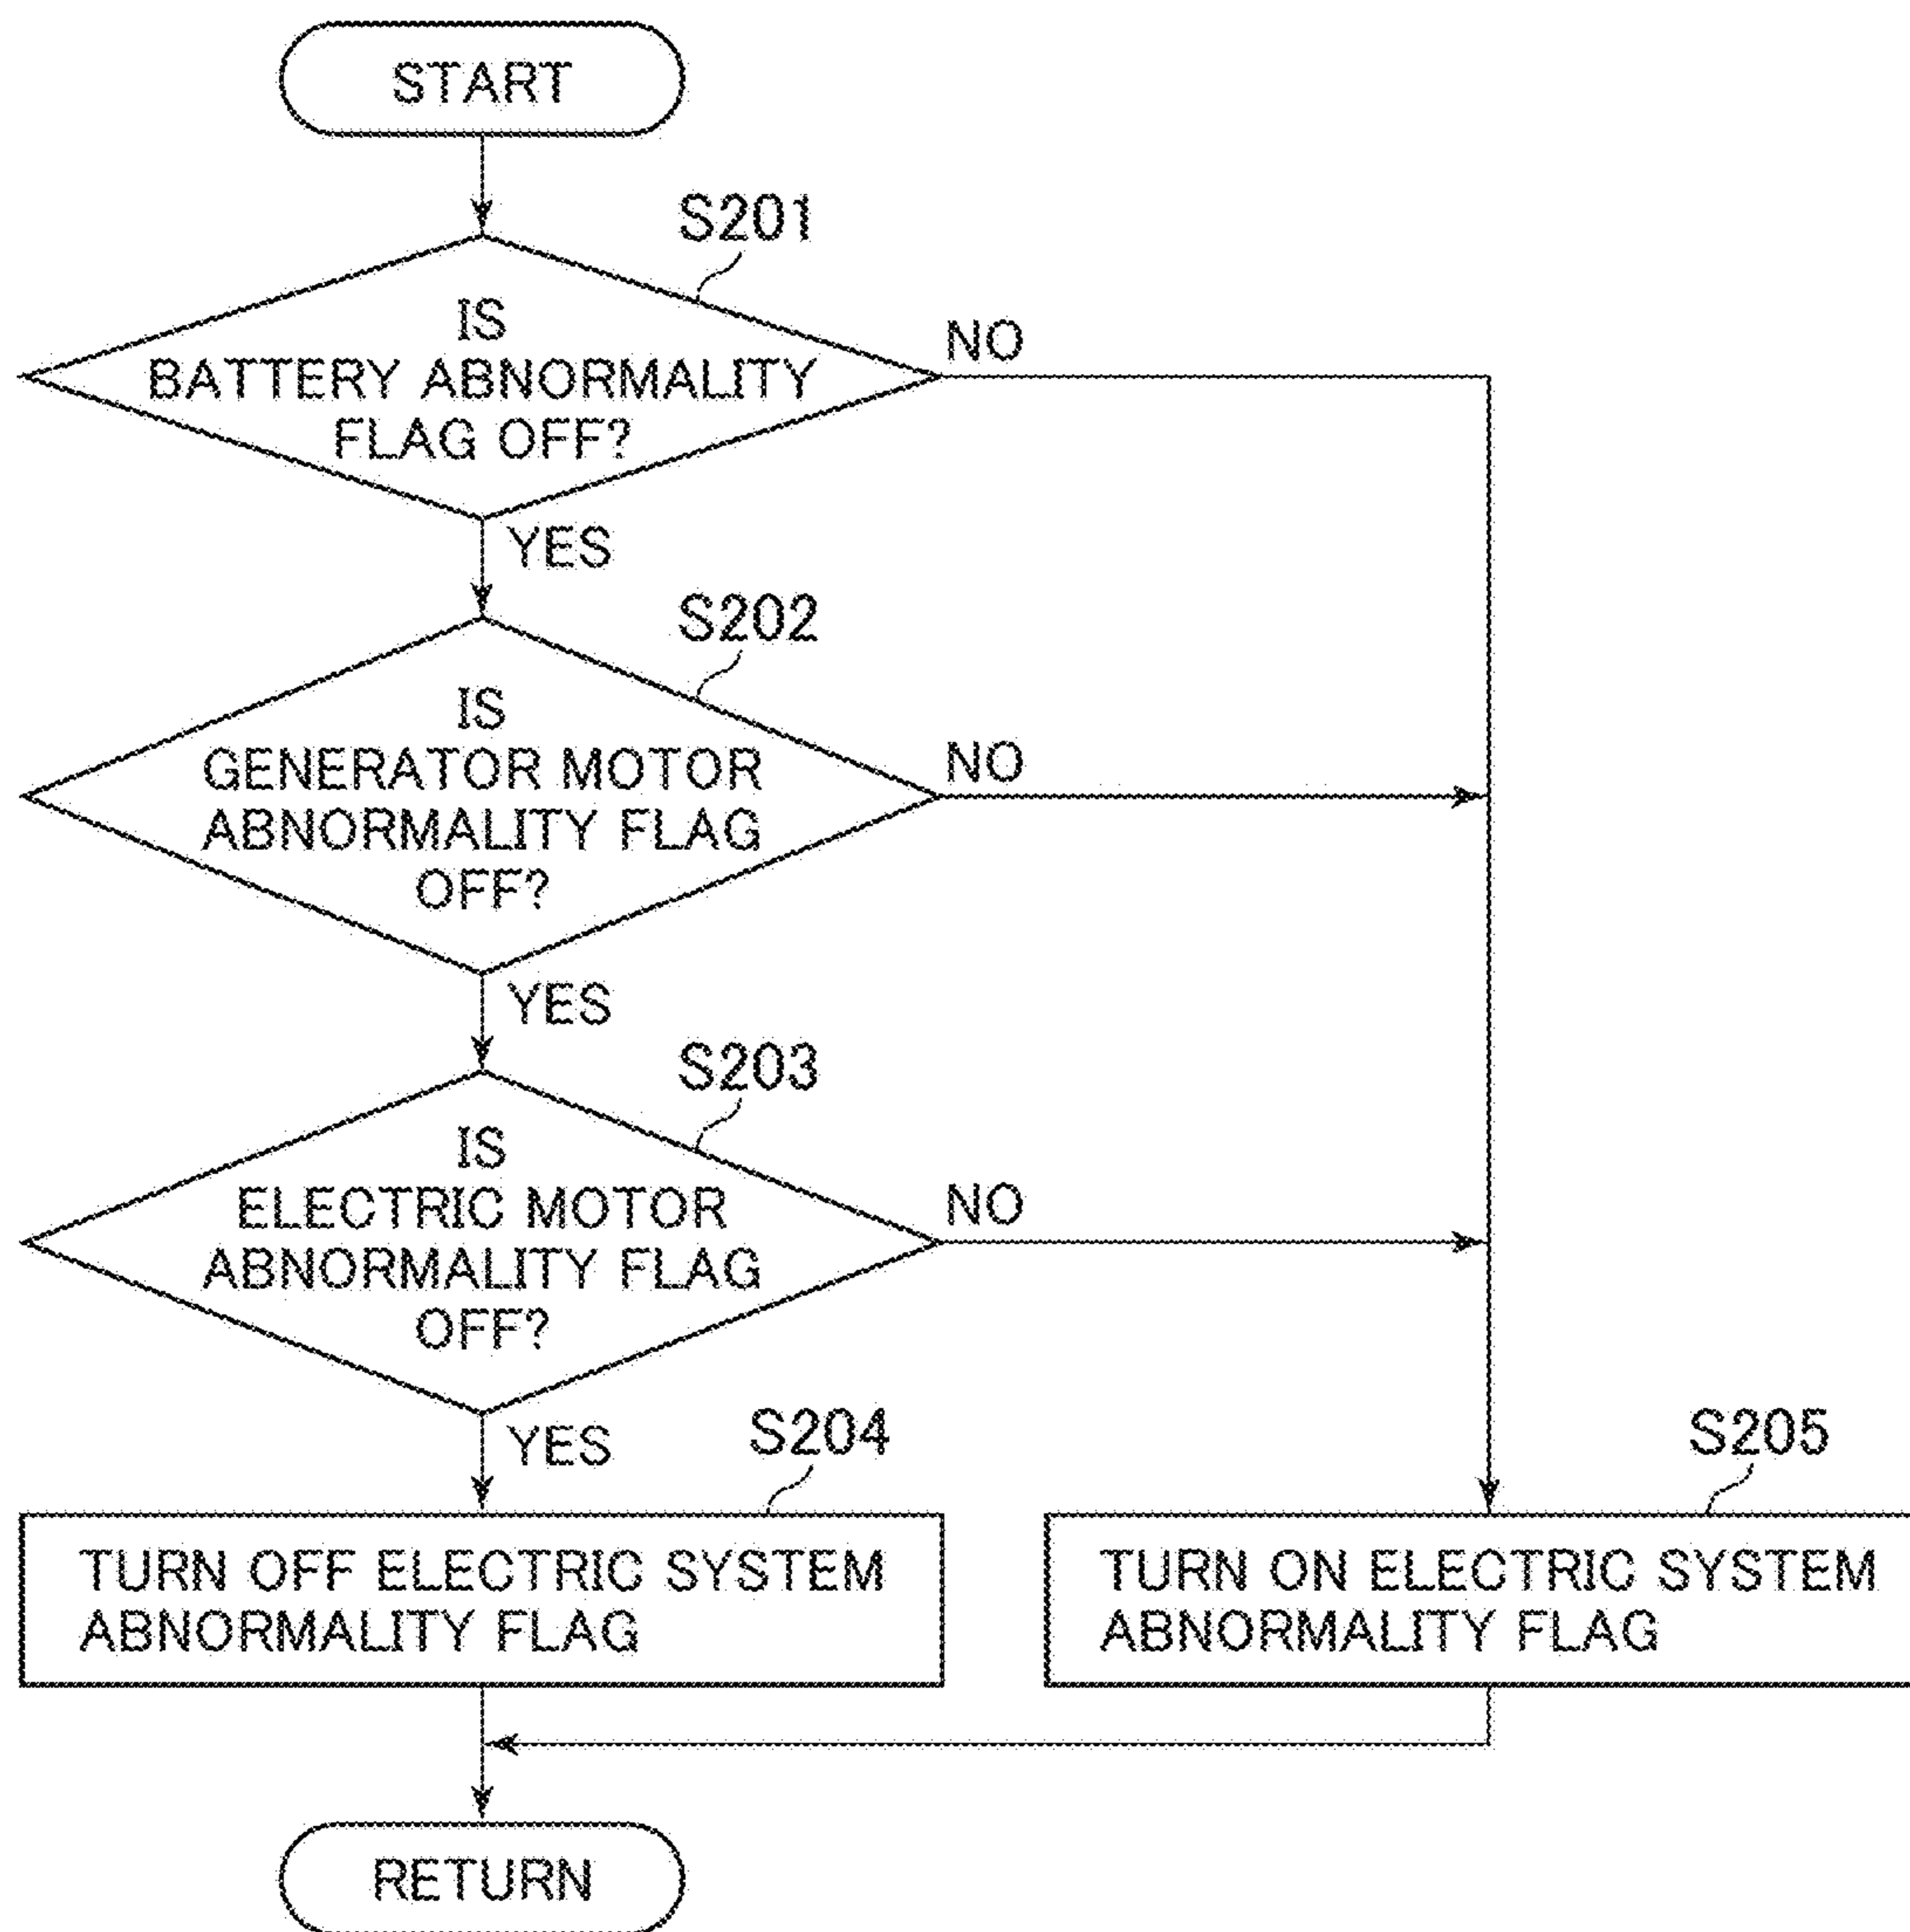 START
S201
IS
BATTERY ABNORMALITY
FLAG OFF?
NO
YES
S202
IS
GENERATOR MOTOR
ABNORMALITY FLAG
OFF?
NO
YES
S203
IS
ELECTRIC MOTOR
ABNORMALITY FLAG
OFF?
NO
YES
S204
TURN OFF ELECTRIC SYSTEM
ABNORMALITY FLAG
S205
TURN ON ELECTRIC SYSTEM
ABNORMALITY FLAG
RETURN